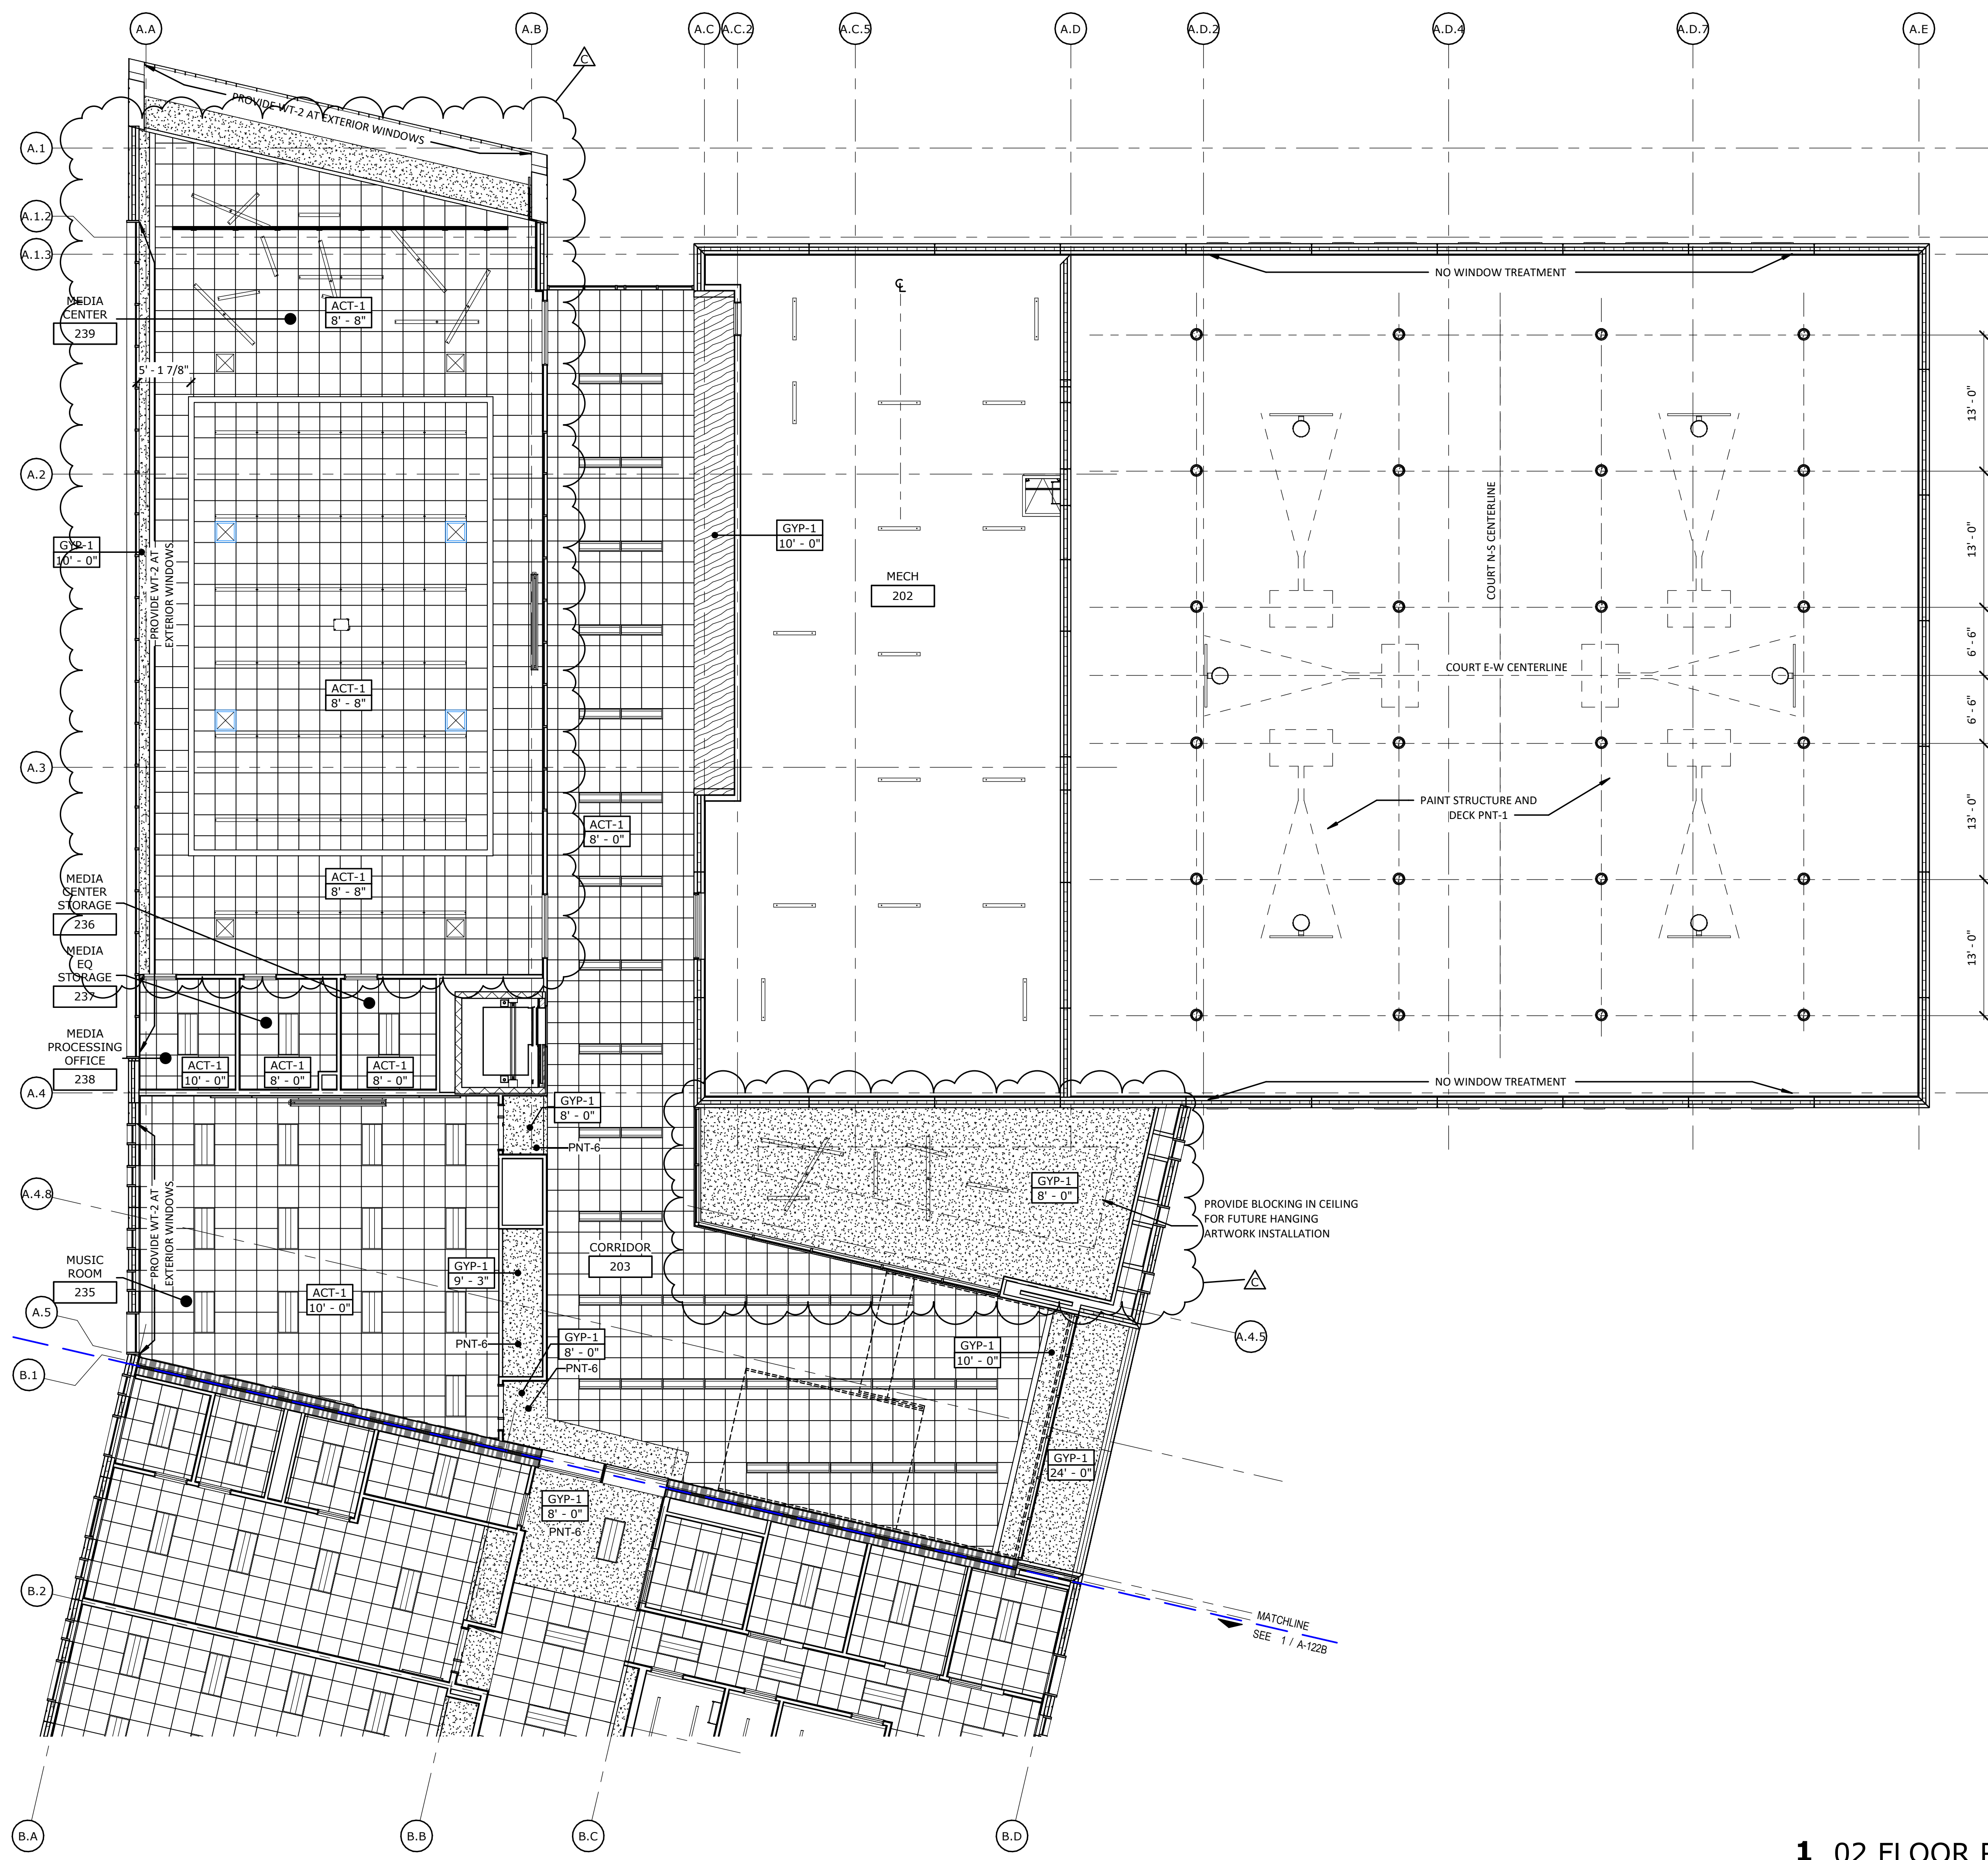 A.A
A.B
A.C
A.C.2
A.C.5
A.D
A.D.2
A.D.4
A.D.7
A.E
C
PROVIDE WT-2 AT EXTERIOR WINDOWS
A.1
A.1.2
A.1.3
NO WINDOW TREATMENT
MEDIA
CENTER
239
ACT-1
8' - 8"
5' - 1 7/8"
℄
13' - 0"
A.2
GYP-1
10' - 0"
PROVIDE WT-2 AT
EXTERIOR WINDOWS
GYP-1
10' - 0"
MECH
202
COURT N-S CENTERLINE
13' - 0"
6' - 6"
COURT E-W CENTERLINE
ACT-1
8' - 8"
6' - 6"
A.3
ACT-1
8' - 0"
PAINT STRUCTURE AND
DECK PNT-1
13' - 0"
MEDIA
CENTER
STORAGE
236
ACT-1
8' - 8"
MEDIA
EQ
STORAGE
237
13' - 0"
MEDIA
PROCESSING
OFFICE
238
ACT-1
10' - 0"
ACT-1
8' - 0"
ACT-1
8' - 0"
A.4
NO WINDOW TREATMENT
GYP-1
8' - 0"
PNT-6
A.4.8
PROVIDE WT-2 AT
EXTERIOR WINDOWS
GYP-1
8' - 0"
PROVIDE BLOCKING IN CEILING
FOR FUTURE HANGING
ARTWORK INSTALLATION
MUSIC
ROOM
235
ACT-1
10' - 0"
GYP-1
9' - 3"
CORRIDOR
203
C
A.5
PNT-6
GYP-1
8' - 0"
PNT-6
GYP-1
10' - 0"
A.4.5
B.1
GYP-1
24' - 0"
GYP-1
8' - 0"
PNT-6
B.2
MATCHLINE
SEE 1 / A-122B
B.A
B.B
B.C
B.D
1 02 FLOOR